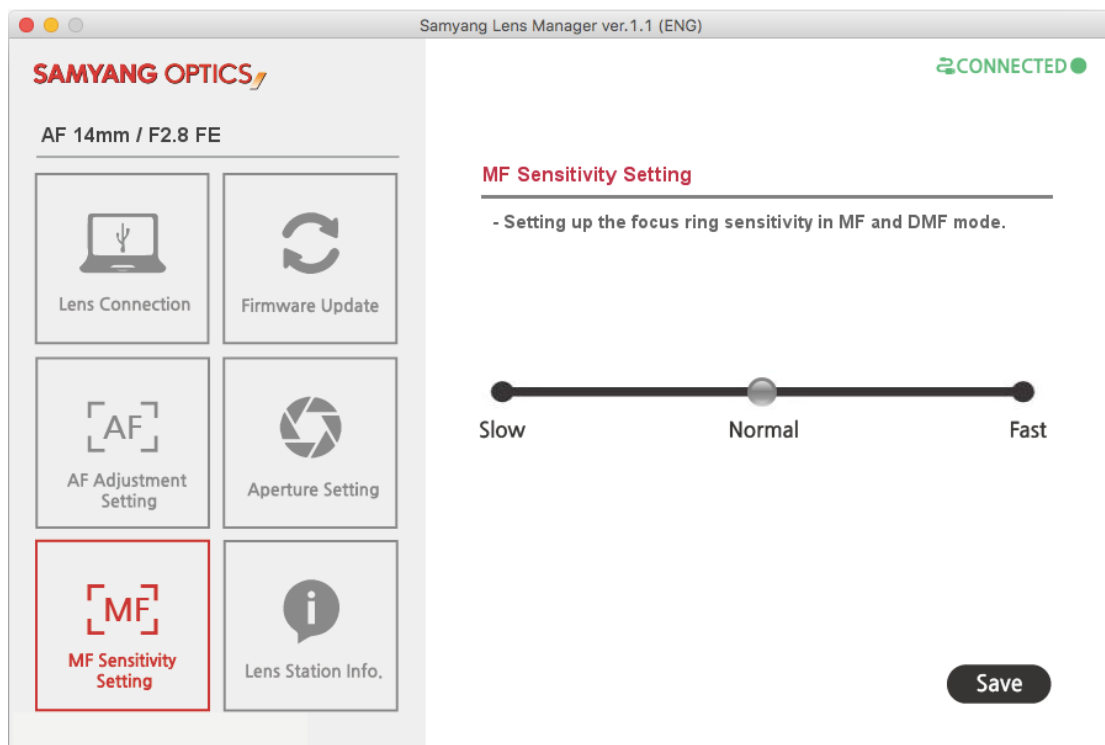 Samyang Lens Manager ver.1.1 (ENG)
SAMYANG OPTICS
CONNECTED
AF 14mm / F2.8 FE
Lens Connection
Firmware Update
AF
AF Adjustment
Setting
Aperture Setting
MF
MF Sensitivity
Setting
i
Lens Station Info.
MF Sensitivity Setting
- Setting up the focus ring sensitivity in MF and DMF mode.
Slow Normal Fast
Save